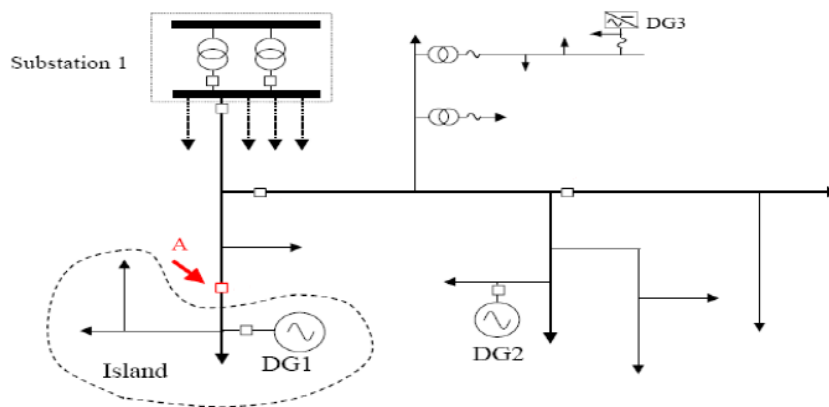 DG3
Substation 1
A
DG1
DG2
Island